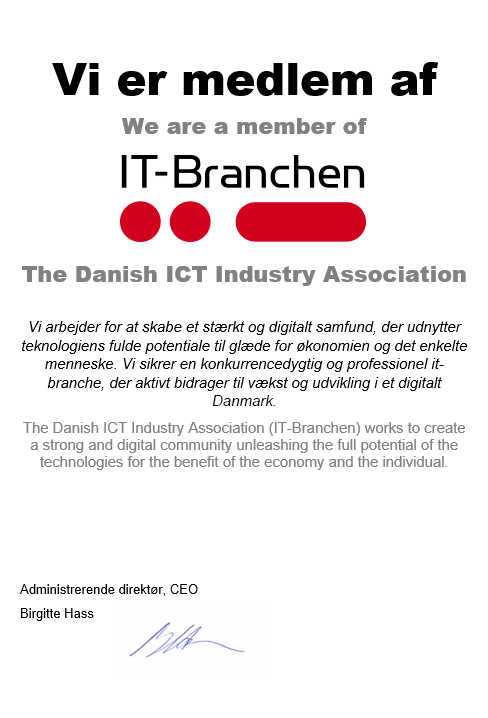 Vi er medlem af
We are a member of
IT-Branchen
The Danish ICT Industry Association
Vi arbejder for at skabe et stærkt og digitalt samfund, der udnytter
teknologiens fulde potentiale til glæde for økonomien og det enkelte
menneske. Vi sikrer en konkurrencedygtig og professionel it-
branche, der aktivt bidrager til vækst og udvikling i et digitalt
Danmark.
The Danish ICT Industry Association (IT-Branchen) works to create
a strong and digital community unleashing the full potential of the
technologies for the benefit of the economy and the individual.
Administrerende direktør, CEO
Birgitte Hass